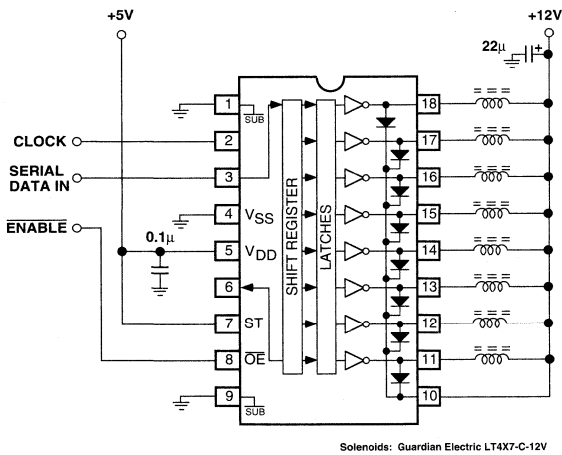 +5V
+12V
22µ
+
1
SUB
18
CLOCK
2
17
SERIAL
DATA IN
3
16
ENABLE
4
VSS
15
0.1µ
5
VDD
14
6
13
7
ST
12
8
OE
11
9
SUB
10
SHIFT REGISTER
LATCHES
Solenoids: Guardian Electric LT4X7-C-12V